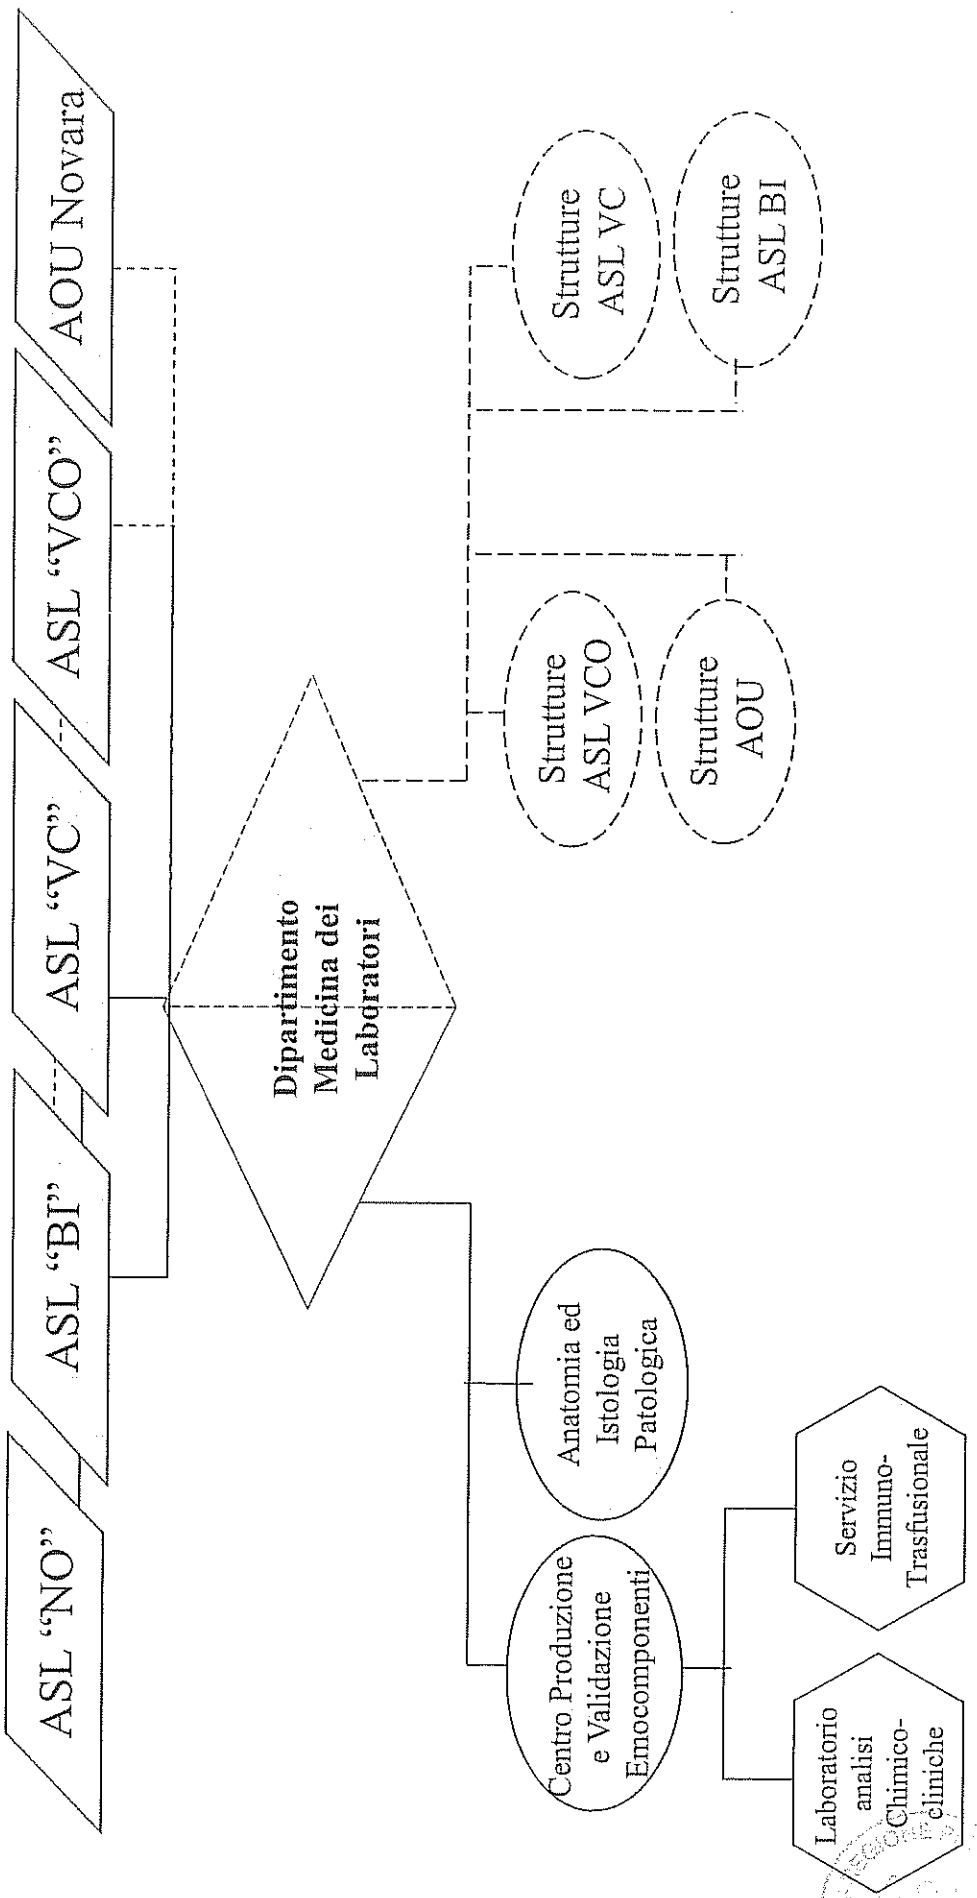 ASL “NO”
ASL “BI”
ASL “VC”
ASL “VCO”
AOU Novara
Dipartimento
Medicina dei
Laboratori
Centro Produzione
e Validazione
Emocomponenti
Anatomia ed
Istologia
Patologica
Strutture
ASL VCO
Strutture
ASL VC
Strutture
AOU
Strutture
ASL BI
Laboratorio
analisi
Chimico-
cliniche
Servizio
Immuno-
Trasfusionale
REGIONE